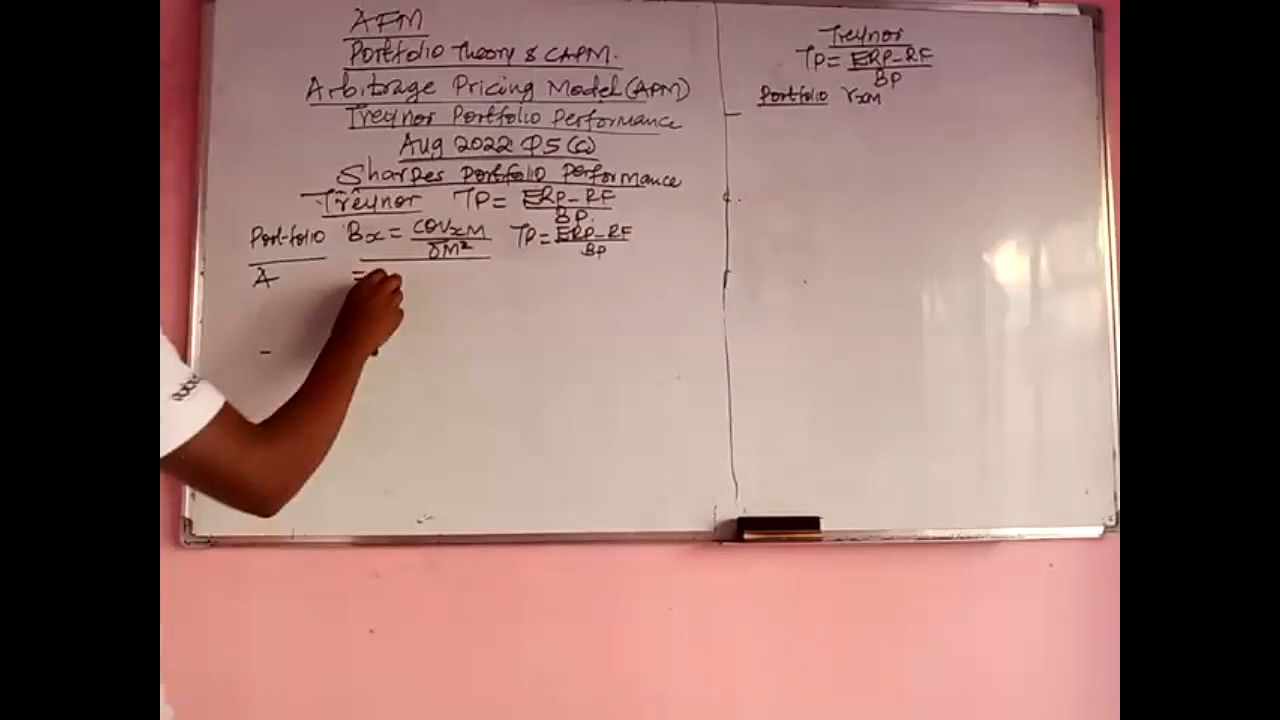 AFM
Portfolio Theory & CAPM.
Arbitrage Pricing Model (APM)
Treynor Portfolio Performance
Aug 2022 Q5 (c)
Sharpes Portfolio Performance
Treynor TP = ERP - RF / BP.
Portfolio Bx = COVxM / δM² TP = ERP - RF / BP
A =
Treynor
TP = ERP - RF / BP
Portfolio rxm